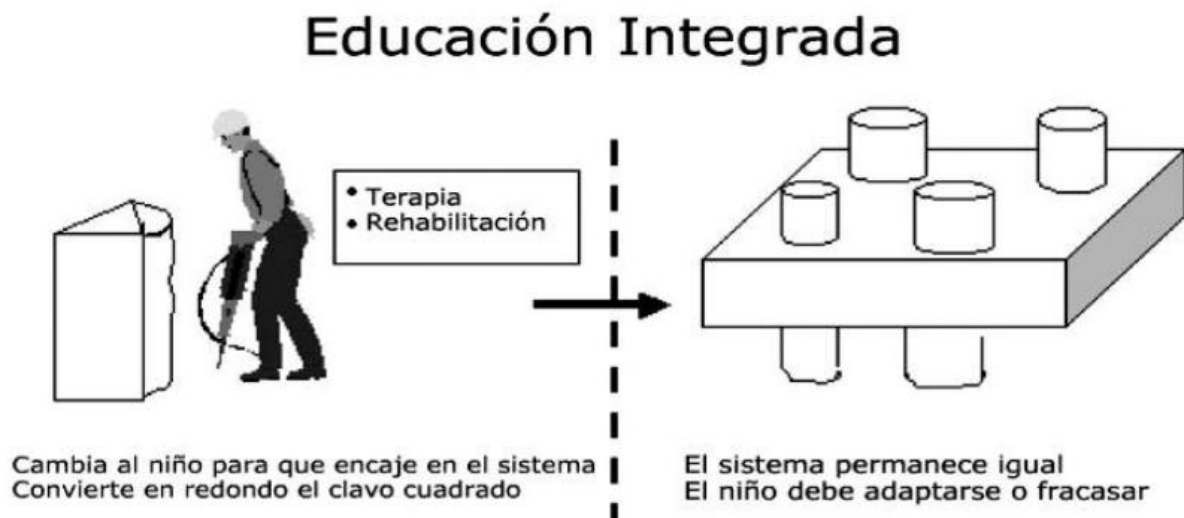 Educación Integrada
• Terapia
• Rehabilitación
Cambia al niño para que encaje en el sistema
Convierte en redondo el clavo cuadrado
El sistema permanece igual
El niño debe adaptarse o fracasar